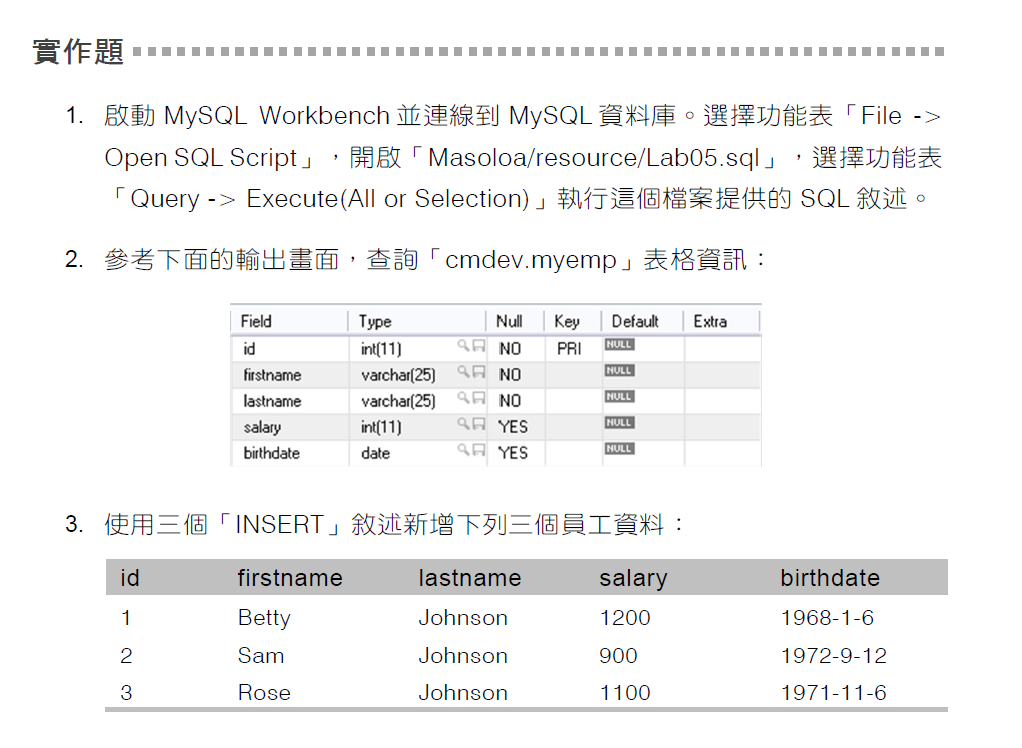 實作題
1. 啟動 MySQL Workbench 並連線到 MySQL 資料庫。選擇功能表「File ->
Open SQL Script」，開啟「Masoloa/resource/Lab05.sql」，選擇功能表
「Query -> Execute(All or Selection)」執行這個檔案提供的 SQL 敘述。
2. 參考下面的輸出畫面，查詢「cmdev.myemp」表格資訊：
Field Type Null Key Default Extra
id int(11) NO PRI NULL
firstname varchar(25) NO NULL
lastname varchar(25) NO NULL
salary int(11) YES NULL
birthdate date YES NULL
3. 使用三個「INSERT」敘述新增下列三個員工資料：
id firstname lastname salary birthdate
1 Betty Johnson 1200 1968-1-6
2 Sam Johnson 900 1972-9-12
3 Rose Johnson 1100 1971-11-6